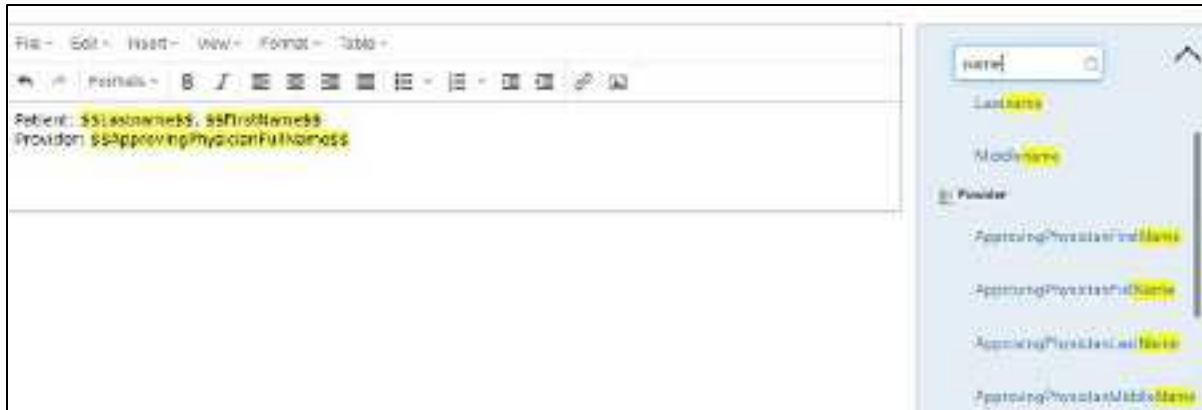 File Edit Insert View Format Table
Formats B I
Patient: $$Lastname$$, $$FirstName$$
Provider: $$ApprovingPhysicianFullName$$
name
Lastname
Middlename
Provider
ApprovingPhysicianFirstName
ApprovingPhysicianFullName
ApprovingPhysicianLastName
ApprovingPhysicianMiddleName